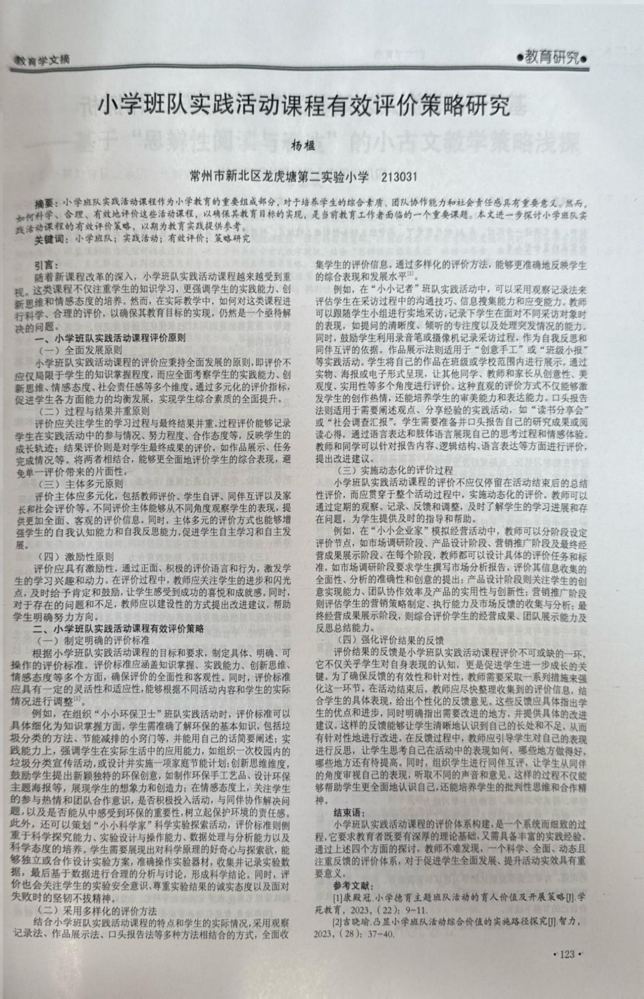 教育学文摘
●教育研究●
小学班队实践活动课程有效评价策略研究
杨楹
常州市新北区龙虎塘第二实验小学 213031
摘要：小学班队实践活动课程作为小学教育的重要组成部分，对于培养学生的综合素质、团队协作能力和社会责任感具有重要意义。然而，
如何科学、合理、有效地评价这些活动课程，以确保其教育目标的实现，是当前教育工作者面临的一个重要课题。本文进一步探讨小学班队实
践活动课程的有效评价策略，以期为教育实践提供参考。
关键词：小学班队；实践活动；有效评价；策略研究
引言：
随着新课程改革的深入，小学班队实践活动课程越来越受到重
视。这类课程不仅注重学生的知识学习，更强调学生的实践能力、创
新思维和情感态度的培养。然而，在实际教学中，如何对这类课程进
行科学、合理的评价，以确保其教育目标的实现，仍然是一个亟待解
决的问题。
一、小学班队实践活动课程评价原则
（一）全面发展原则
小学班队实践活动课程的评价应秉持全面发展的原则，即评价不
应仅局限于学生的知识掌握程度，而应全面考察学生的实践能力、创
新思维、情感态度、社会责任感等多个维度。通过多元化的评价指标，
促进学生各方面能力的均衡发展，实现学生综合素质的全面提升。
（二）过程与结果并重原则
评价应关注学生的学习过程与最终结果并重。过程评价能够记录
学生在实践活动中的参与情况、努力程度、合作态度等，反映学生的
成长轨迹；结果评价则是对学生最终成果的评价，如作品展示、任务
完成情况等。将两者相结合，能够更全面地评价学生的综合表现，避
免单一评价带来的片面性。
（三）主体多元原则
评价主体应多元化，包括教师评价、学生自评、同伴互评以及家
长和社会评价等。不同评价主体能够从不同角度观察学生的表现，提
供更加全面、客观的评价信息。同时，主体多元的评价方式也能够增
强学生的自我认知能力和自我反思能力，促进学生自主学习和自主发
展。
（四）激励性原则
评价应具有激励性，通过正面、积极的评价语言和行为，激发学
生的学习兴趣和动力。在评价过程中，教师应关注学生的进步和闪光
点，及时给予肯定和鼓励，让学生感受到成功的喜悦和成就感。同时，
对于存在的问题和不足，教师应以建设性的方式提出改进建议，帮助
学生明确努力方向。
二、小学班队实践活动课程有效评价策略
（一）制定明确的评价标准
根据小学班队实践活动课程的目标和要求，制定具体、明确、可
操作的评价标准。评价标准应涵盖知识掌握、实践能力、创新思维、
情感态度等多个方面，确保评价的全面性和客观性。同时，评价标准
应具有一定的灵活性和适应性，能够根据不同活动内容和学生的实际
情况进行调整[1]。
例如，在组织“小小环保卫士”班队实践活动时，评价标准可以
具体细化为知识掌握方面，学生需准确了解环保的基本知识，包括垃
圾分类的方法、节能减排的小窍门等，并能用自己的话简要阐述；实
践能力上，强调学生在实际生活中的应用能力，如组织一次校园内的
垃圾分类宣传活动，或设计并实施一项家庭节能计划；创新思维维度，
鼓励学生提出新颖独特的环保创意，如制作环保手工艺品、设计环保
主题海报等，展现学生的想象力和创造力；在情感态度上，关注学生
的参与热情和团队合作意识，是否积极投入活动，与同伴协作解决问
题，以及是否能从中感受到环保的重要性，树立起保护环境的责任感。
此外，还可以策划“小小科学家”科学实验探索活动，评价标准则侧
重于科学探究能力、实验设计与操作能力、数据处理与分析能力以及
科学态度的培养。学生需要展现出对科学原理的好奇心与探索欲，能
够独立或合作设计实验方案，准确操作实验器材，收集并记录实验数
据，最后基于数据进行合理的分析与讨论，形成科学结论。同时，评
价也会关注学生的实验安全意识、尊重实验结果的诚实态度以及面对
失败时的坚韧不拔精神。
（二）采用多样化的评价方法
结合小学班队实践活动课程的特点和学生的实际情况，采用观察
记录法、作品展示法、口头报告法等多种方法相结合的方式，全面收
集学生的评价信息。通过多样化的评价方法，能够更准确地反映学生
的综合表现和发展水平[2]。
例如，在“小小记者”班队实践活动中，可以采用观察记录法来
评估学生在采访过程中的沟通技巧、信息搜集能力和应变能力。教师
可以跟随学生小组进行实地采访，记录下学生在面对不同采访对象时
的表现，如提问的清晰度、倾听的专注度以及处理突发情况的能力。
同时，鼓励学生利用录音笔或摄像机记录采访过程，作为自我反思和
同伴互评的依据。作品展示法则适用于“创意手工”或“班级小报”
等实践活动。学生将自己的作品在班级或学校范围内进行展示，通过
实物、海报或电子形式呈现，让其他同学、教师和家长从创意性、美
观度、实用性等多个角度进行评价。这种直观的评价方式不仅能够激
发学生的创作热情，还能培养学生的审美能力和表达能力。口头报告
法则适用于需要阐述观点、分享经验的实践活动，如“读书分享会”
或“社会调查汇报”。学生需要准备并口头报告自己的研究成果或阅
读心得，通过语言表达和肢体语言展现自己的思考过程和情感体验。
教师和同学可以针对报告内容、逻辑结构、语言表达等方面进行评价，
提出改进建议。
（三）实施动态化的评价过程
小学班队实践活动课程的评价不应仅停留在活动结束后的总结
性评价，而应贯穿于整个活动过程中，实施动态化的评价。教师可以
通过定期的观察、记录、反馈和调整，及时了解学生的学习进展和存
在问题，为学生提供及时的指导和帮助。
例如，在“小小企业家”模拟经营活动中，教师可以分阶段设定
评价节点，如市场调研阶段、产品设计阶段、营销推广阶段及最终经
营成果展示阶段。在每个阶段，教师都可以设计具体的评价任务和标
准，如市场调研阶段要求学生撰写市场分析报告，评价其信息收集的
全面性、分析的准确性和创意的提出；产品设计阶段则关注学生的创
意实现能力、团队协作效率及产品的实用性与创新性；营销推广阶段
则评估学生的营销策略制定、执行能力及市场反馈的收集与分析；最
终经营成果展示阶段，则综合评价学生的经营成果、团队展示能力及
反思总结能力。
（四）强化评价结果的反馈
评价结果的反馈是小学班队实践活动课程评价不可或缺的一环，
它不仅关乎学生对自身表现的认知，更是促进学生进一步成长的关
键。为了确保反馈的有效性和针对性，教师需要采取一系列措施来强
化这一环节。在活动结束后，教师应尽快整理收集到的评价信息，结
合学生的具体表现，给出个性化的反馈意见。这些反馈应具体指出学
生的优点和进步，同时明确指出需要改进的地方，并提供具体的改进
建议。这样的反馈能够让学生清晰地认识到自己的长处和不足，从而
有针对性地进行改进。在反馈过程中，教师应引导学生对自己的表现
进行反思，让学生思考自己在活动中的表现如何，哪些地方做得好，
哪些地方还有待提高。同时，组织学生进行同伴互评，让学生从同伴
的角度审视自己的表现，听取不同的声音和意见。这样的过程不仅能
够帮助学生更全面地认识自己，还能培养学生的批判性思维和合作精
神。
结束语：
小学班队实践活动课程的评价体系构建，是一个系统而细致的过
程，它要求教育者既要有深厚的理论基础，又需具备丰富的实践经验。
通过上述四个方面的探讨，教师不难发现，一个科学、全面、动态且
注重反馈的评价体系，对于促进学生全面发展、提升活动实效具有重
要意义。
参考文献：
[1]康殿冠.小学德育主题班队活动的育人价值及开展策略[J].学
苑教育，2023，（22）：9-11.
[2]吉晓瑜.凸显小学班队活动综合价值的实施路径探究[J].智力，
2023，（28）：37-40.
·123·